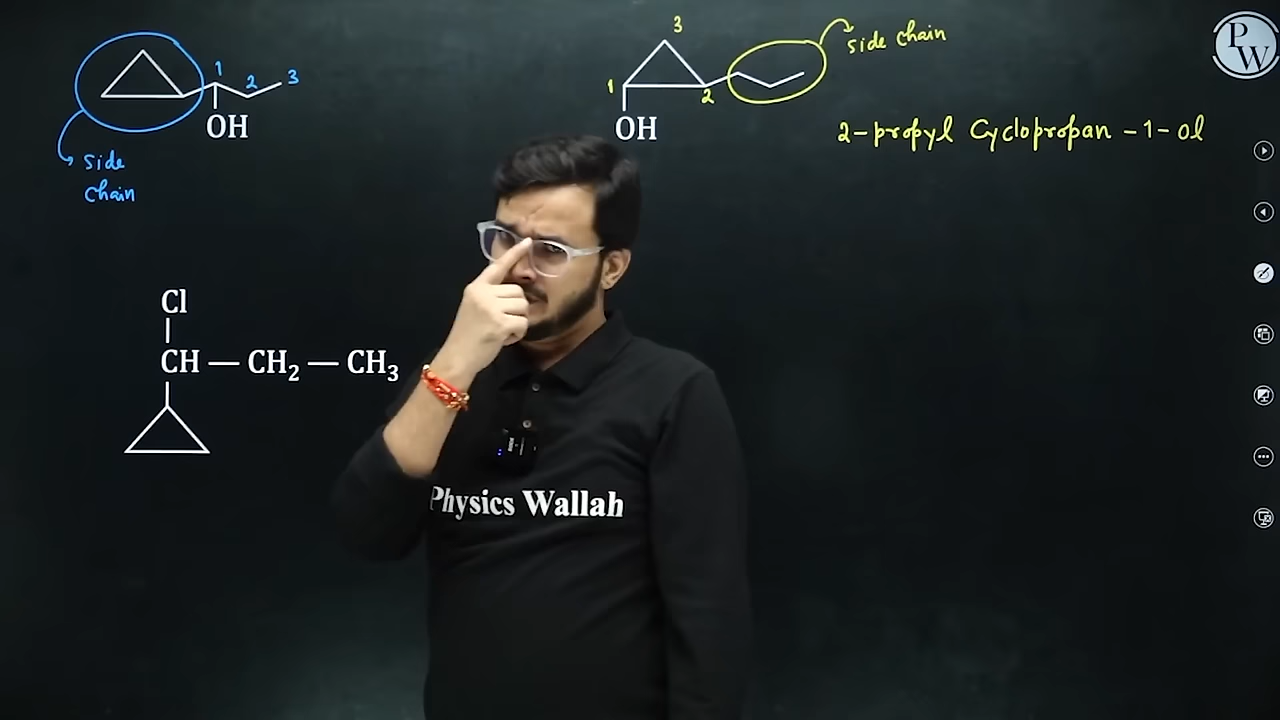 1 2 3
OH
side
chain
3
1
2
OH
side chain
2-propyl Cyclopropan -1-ol
PW
Cl
CH — CH₂ — CH₃
Physics Wallah